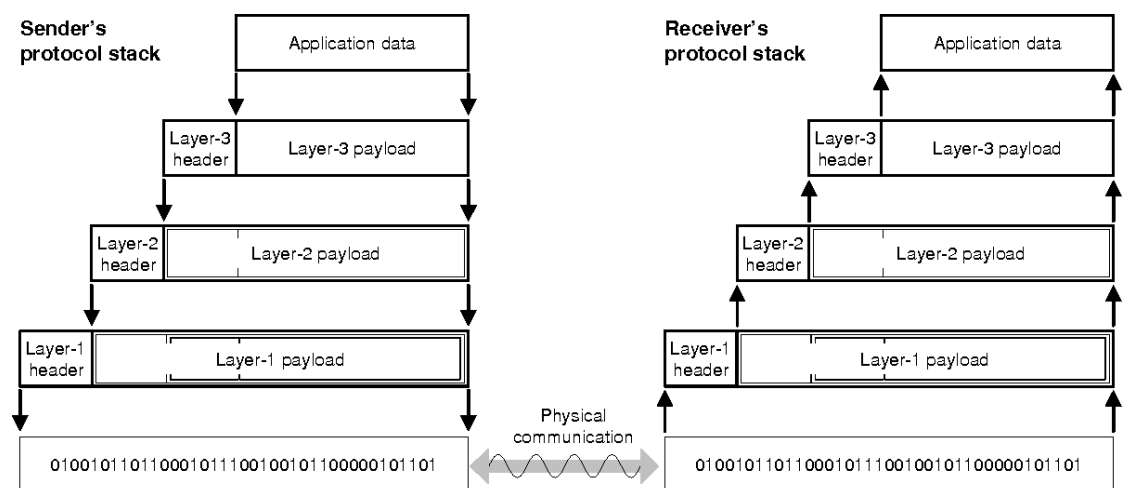 Sender's
protocol stack
Application data
Layer-3
header
Layer-3 payload
Layer-2
header
Layer-2 payload
Layer-1
header
Layer-1 payload
010010110110001011100100101100000101101
Physical
communication
Receiver's
protocol stack
Application data
Layer-3
header
Layer-3 payload
Layer-2
header
Layer-2 payload
Layer-1
header
Layer-1 payload
010010110110001011100100101100000101101